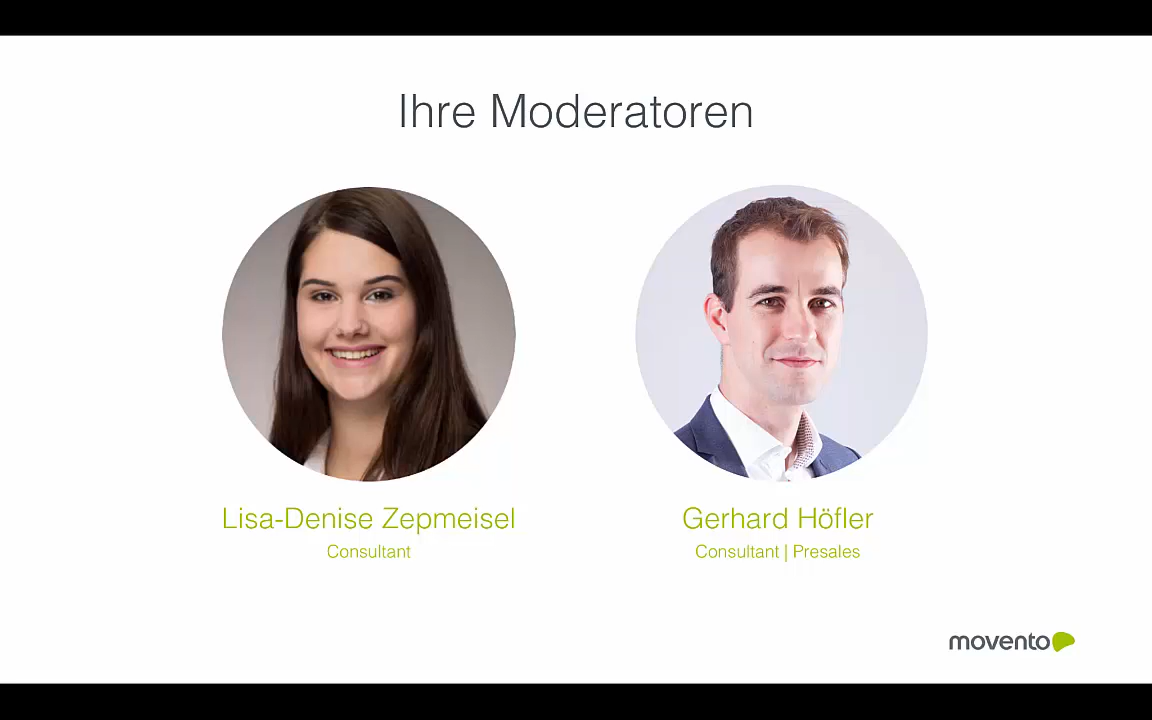 Ihre Moderatoren
Lisa-Denise Zepmeisel
Consultant
Gerhard Höfler
Consultant | Presales
movento